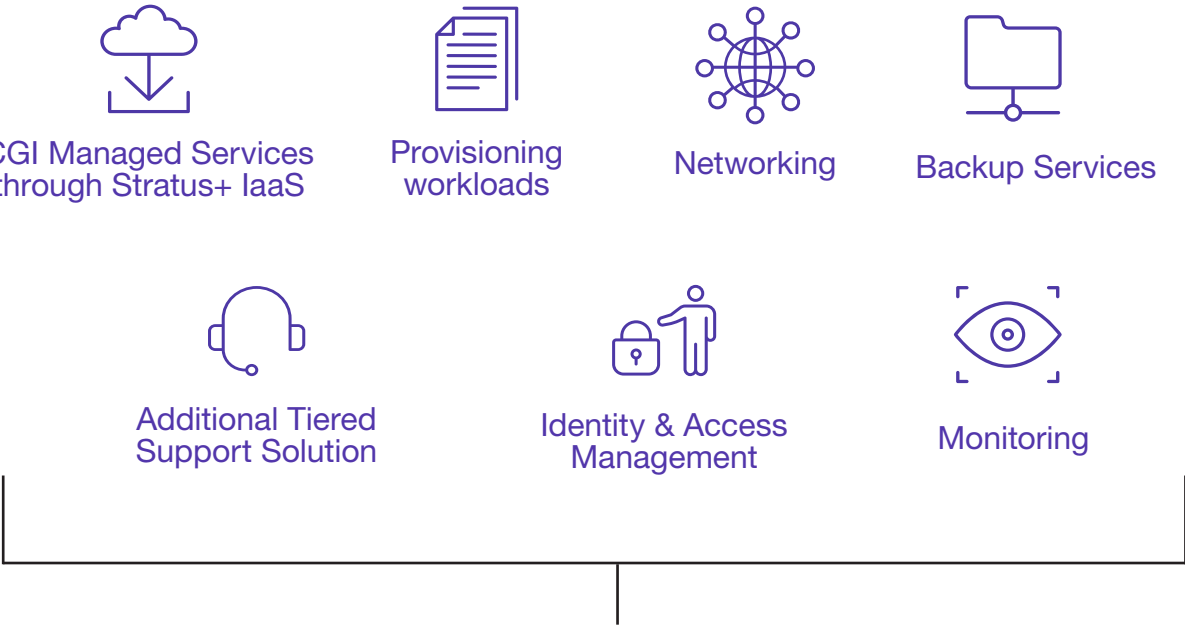 CGI Managed Services
through Stratus+ IaaS
Provisioning
workloads
Networking
Backup Services
Additional Tiered
Support Solution
Identity & Access
Management
Monitoring